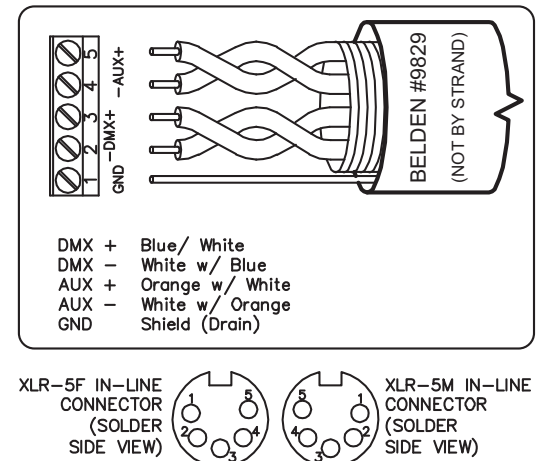 5
4
3
2
1
AUX+
-
DMX+
-
GND
BELDEN #9829
(NOT BY STRAND)
DMX + Blue/ White
DMX - White w/ Blue
AUX + Orange w/ White
AUX - White w/ Orange
GND Shield (Drain)
XLR-5F IN-LINE
CONNECTOR
(SOLDER
SIDE VIEW)
1
5
2
4
3
5
1
4
2
3
XLR-5M IN-LINE
CONNECTOR
(SOLDER
SIDE VIEW)